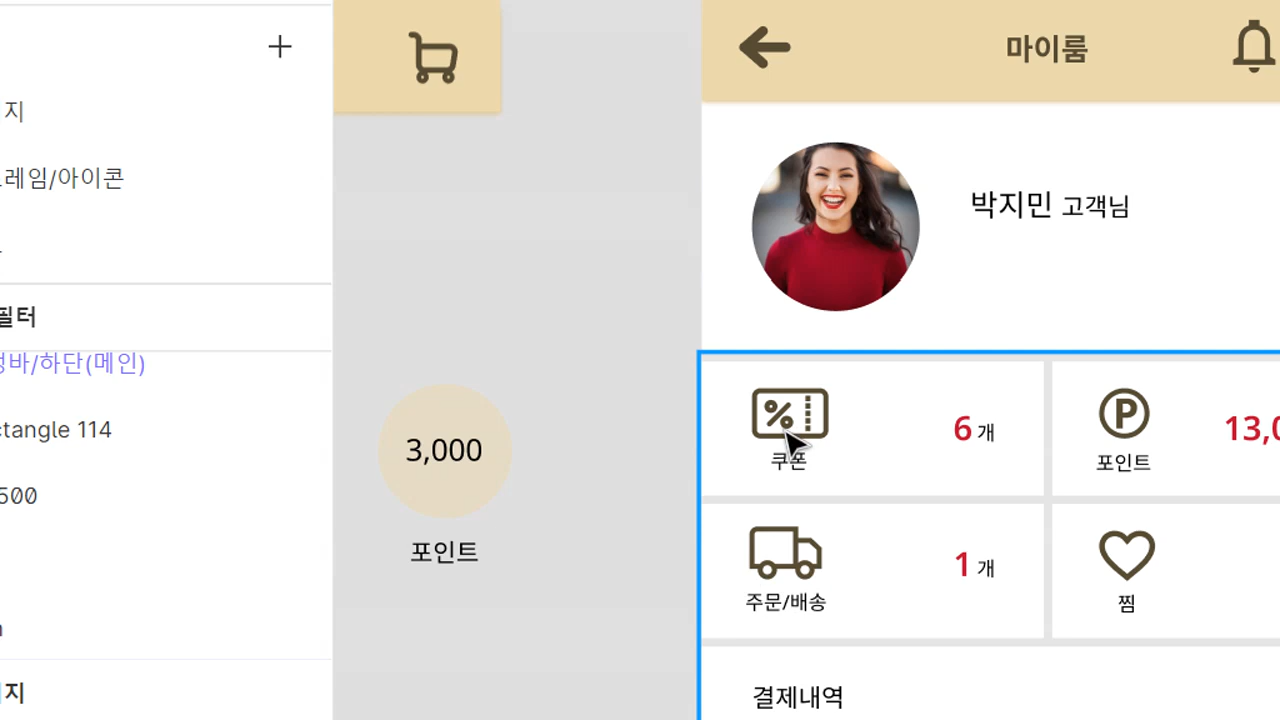 지
레임/아이콘
필터
바/하단(메인)
ctangle 114
500
지
3,000
포인트
마이룸
박지민 고객님
쿠폰
6 개
P
포인트
13,0
주문/배송
1 개
찜
결제내역